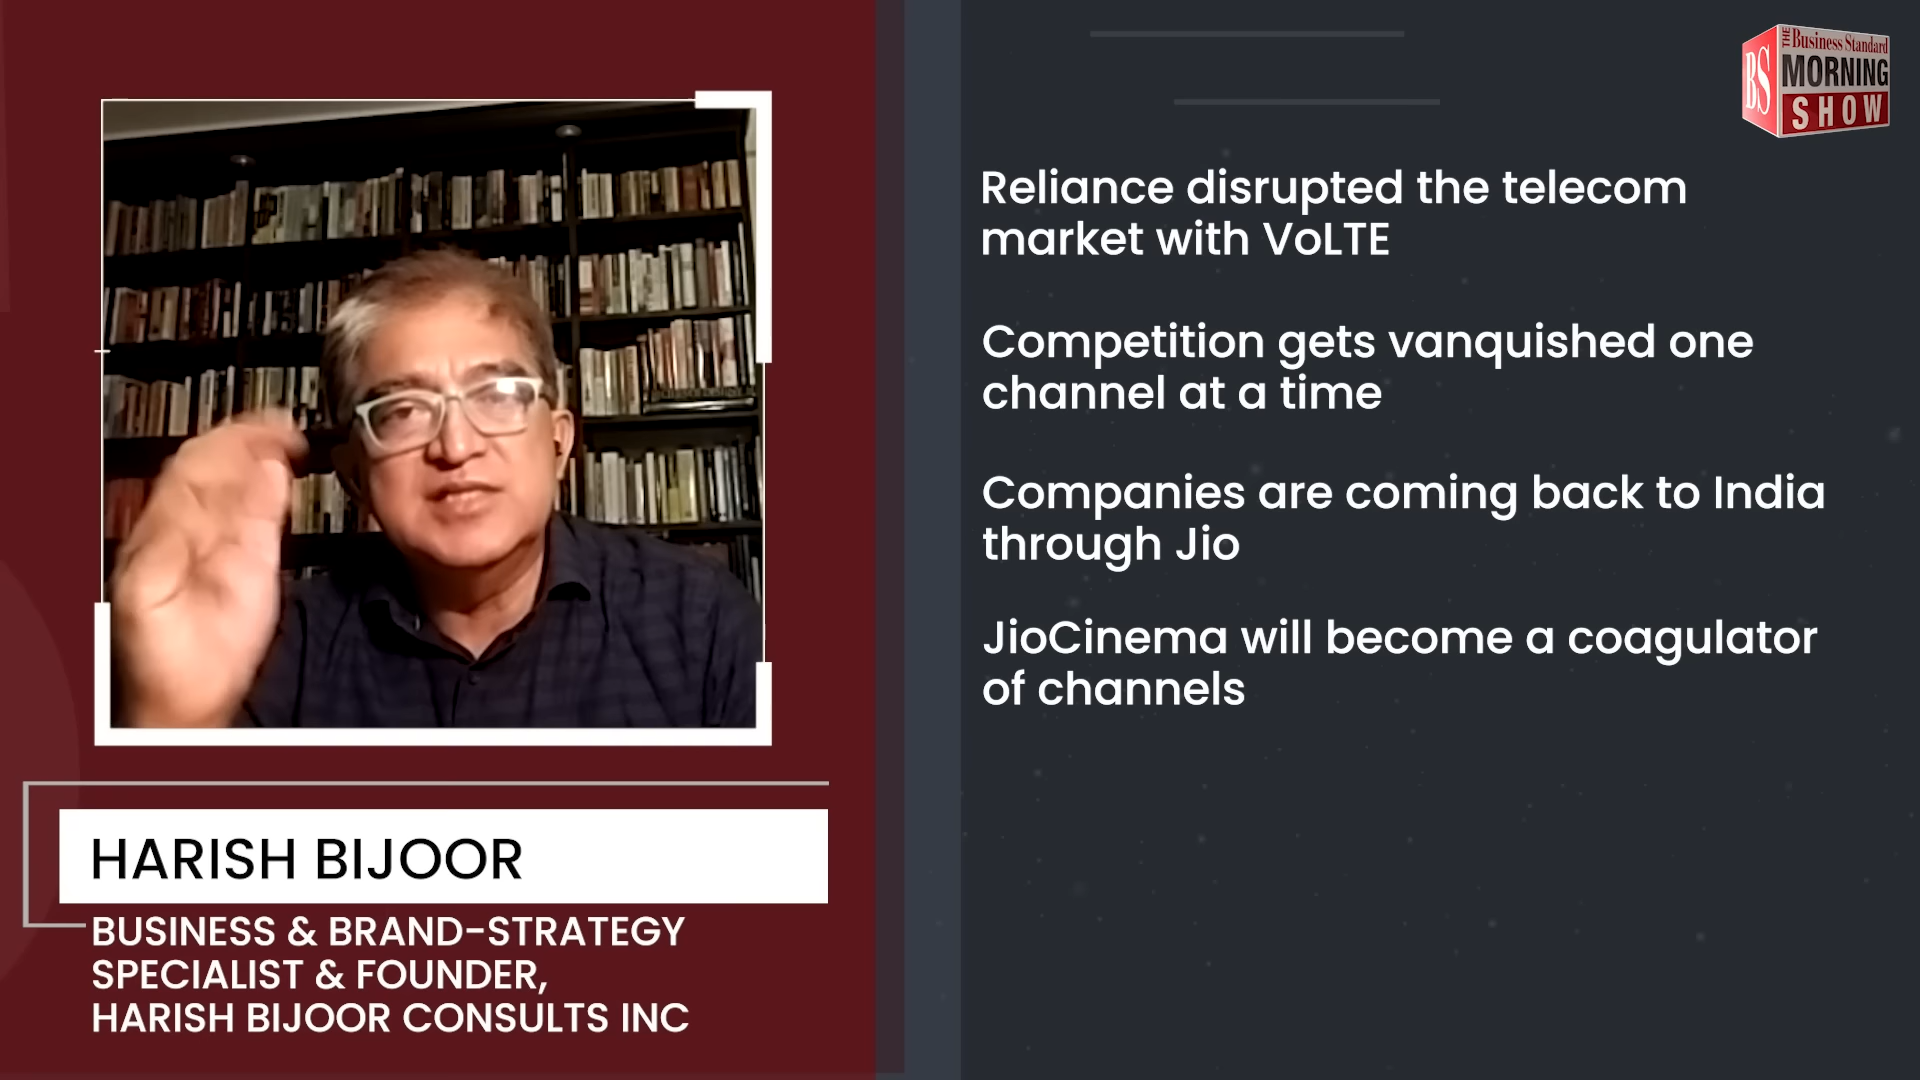 BS
THE Business Standard
MORNING
SHOW
Reliance disrupted the telecom
market with VoLTE
Competition gets vanquished one
channel at a time
Companies are coming back to India
through Jio
JioCinema will become a coagulator
of channels
HARISH BIJOOR
BUSINESS & BRAND-STRATEGY
SPECIALIST & FOUNDER,
HARISH BIJOOR CONSULTS INC